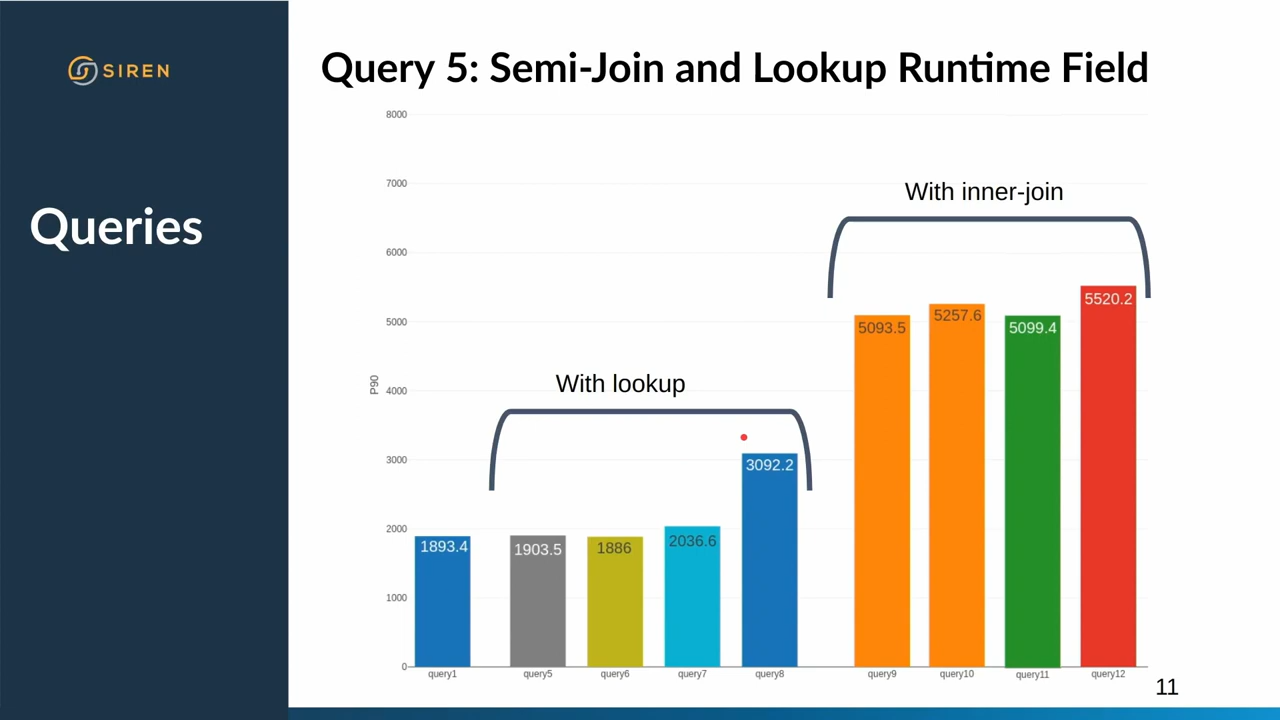 SIREN
Queries
Query 5: Semi-Join and Lookup Runtime Field
8000
7000
6000
5000
4000
3000
2000
1000
0
P90
With lookup
With inner-join
1893.4
1903.5
1886
2036.6
3092.2
5093.5
5257.6
5099.4
5520.2
query1
query5
query6
query7
query8
query9
query10
query11
query12
11